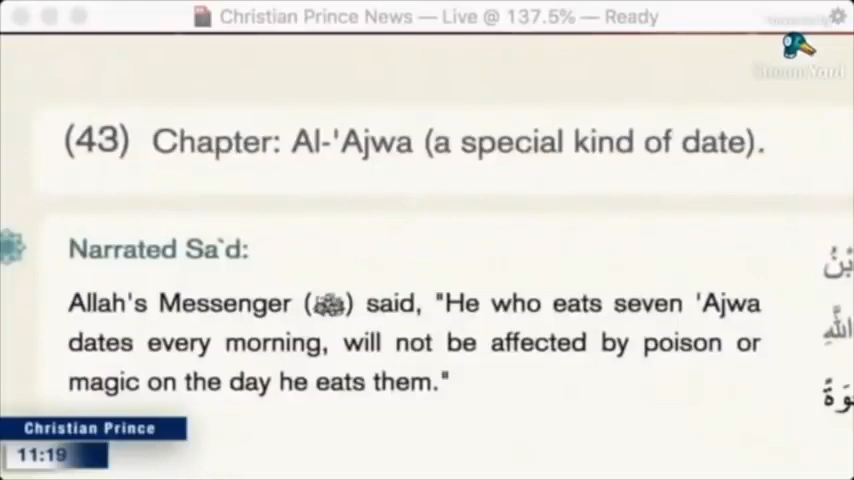 Christian Prince News — Live @ 137.5% — Ready
StreamYard
(43) Chapter: Al-'Ajwa (a special kind of date).
Narrated Sa`d:
Allah's Messenger (ﷺ) said, "He who eats seven 'Ajwa
dates every morning, will not be affected by poison or
magic on the day he eats them."
Christian Prince
11:19